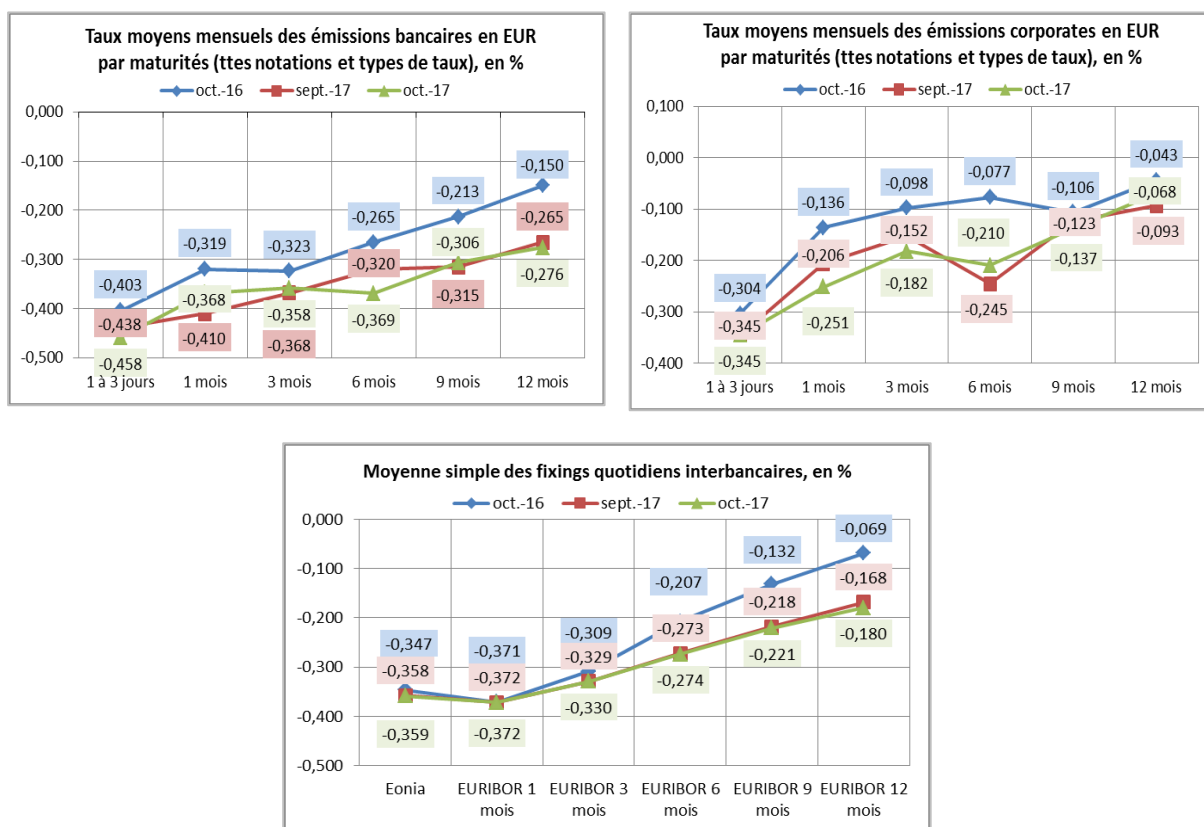 Taux moyens mensuels des émissions bancaires en EUR
par maturités (ttes notations et types de taux), en %
oct.-16 sept.-17 oct.-17
0,000
-0,100
-0,200
-0,300
-0,400
-0,500
-0,403 -0,319 -0,323 -0,265 -0,213 -0,150
-0,438 -0,410 -0,368 -0,320 -0,315 -0,265
-0,458 -0,368 -0,358 -0,369 -0,306 -0,276
1 à 3 jours 1 mois 3 mois 6 mois 9 mois 12 mois
Taux moyens mensuels des émissions corporates en EUR
par maturités (ttes notations et types de taux), en %
oct.-16 sept.-17 oct.-17
0,100
0,000
-0,100
-0,200
-0,300
-0,400
-0,304 -0,136 -0,098 -0,077 -0,106 -0,043
-0,345 -0,206 -0,152 -0,245 -0,123 -0,093
-0,345 -0,251 -0,182 -0,210 -0,137 -0,068
1 à 3 jours 1 mois 3 mois 6 mois 9 mois 12 mois
Moyenne simple des fixings quotidiens interbancaires, en %
oct.-16 sept.-17 oct.-17
0,000
-0,100
-0,200
-0,300
-0,400
-0,500
-0,347 -0,371 -0,309 -0,207 -0,132 -0,069
-0,358 -0,372 -0,329 -0,273 -0,218 -0,168
-0,359 -0,372 -0,330 -0,274 -0,221 -0,180
Eonia EURIBOR 1 EURIBOR 3 EURIBOR 6 EURIBOR 9 EURIBOR 12
mois mois mois mois mois